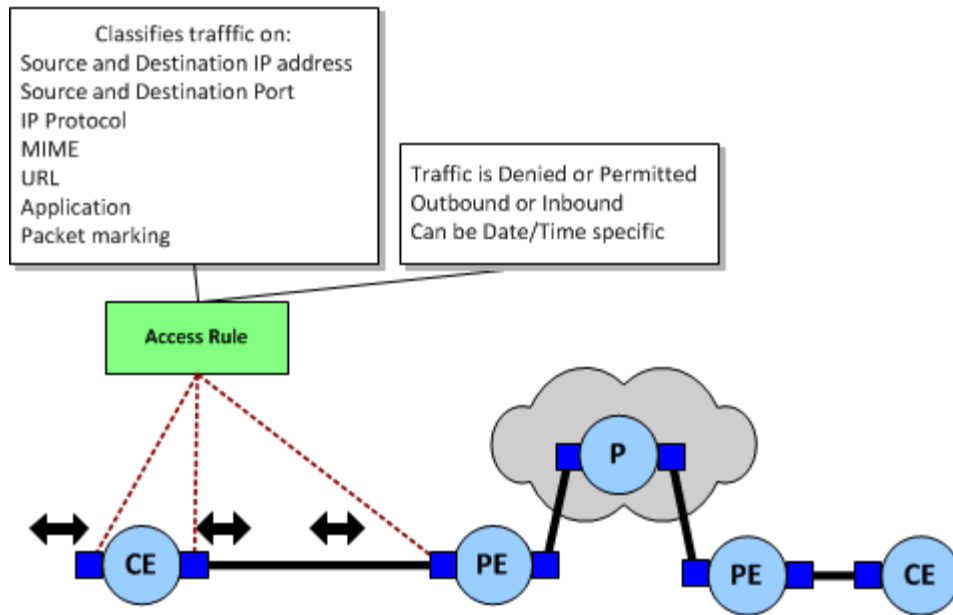 Classifies trafffic on:
Source and Destination IP address
Source and Destination Port
IP Protocol
MIME
URL
Application
Packet marking
Traffic is Denied or Permitted
Outbound or Inbound
Can be Date/Time specific
Access Rule
P
CE
PE
PE
CE